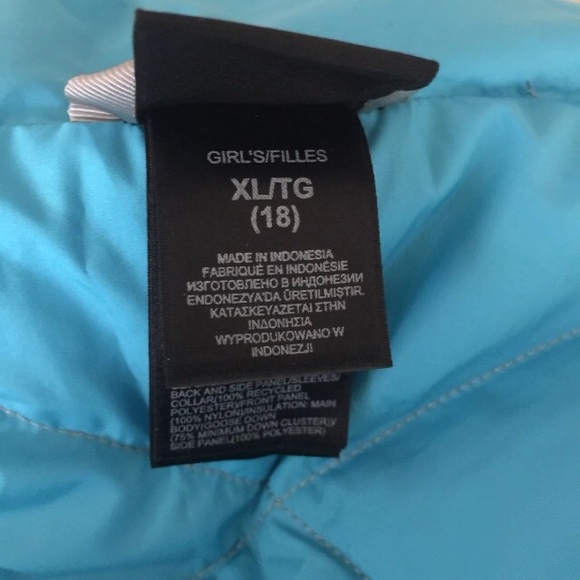 GIRL'S/FILLES
XL/TG
(18)
MADE IN INDONESIA
FABRIQUÉ EN INDONÉSIE
ИЗГОТОВЛЕНО В ИНДОНЕЗИИ
ENDONEZYA'DA ÜRETILMIŞTIR.
ΚΑΤΑΣΚΕΥΑΖΕΤΑΙ ΣΤΗΝ
ΙΝΔΟΝΗΣΙΑ
WYPRODUKOWANO W
INDONEZJI
BACK AND SIDE PANEL/SLEEVES/
COLLAR(100% RECYCLED
POLYESTER)/FRONT PANEL
(100% NYLON)/INSULATION: MAIN
BODY(GOOSE DOWN
(75% MINIMUM DOWN CLUSTER))/
SIDE PANEL(100% POLYESTER)